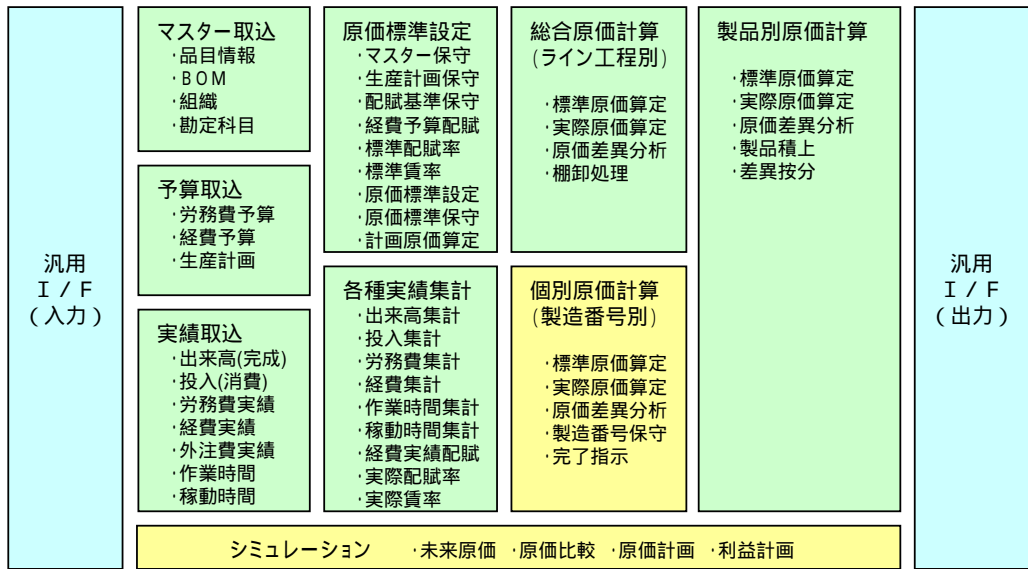 汎用
Ｉ／Ｆ
(入力)
マスター取込
·品目情報
·ＢＯＭ
·組織
·勘定科目
予算取込
·労務費予算
·経費予算
·生産計画
実績取込
·出来高(完成)
·投入(消費)
·労務費実績
·経費実績
·外注費実績
·作業時間
·稼動時間
原価標準設定
·マスター保守
·生産計画保守
·配賦基準保守
·経費予算配賦
·標準配賦率
·標準賃率
·原価標準設定
·原価標準保守
·計画原価算定
各種実績集計
·出来高集計
·投入集計
·労務費集計
·経費集計
·作業時間集計
·稼動時間集計
·経費実績配賦
·実際配賦率
·実際賃率
総合原価計算
(ライン工程別)
·標準原価算定
·実際原価算定
·原価差異分析
·棚卸処理
個別原価計算
(製造番号別)
·標準原価算定
·実際原価算定
·原価差異分析
·製造番号保守
·完了指示
製品別原価計算
·標準原価算定
·実際原価算定
·原価差異分析
·製品積上
·差異按分
汎用
Ｉ／Ｆ
(出力)
シミュレーション ·未来原価 ·原価比較 ·原価計画 ·利益計画